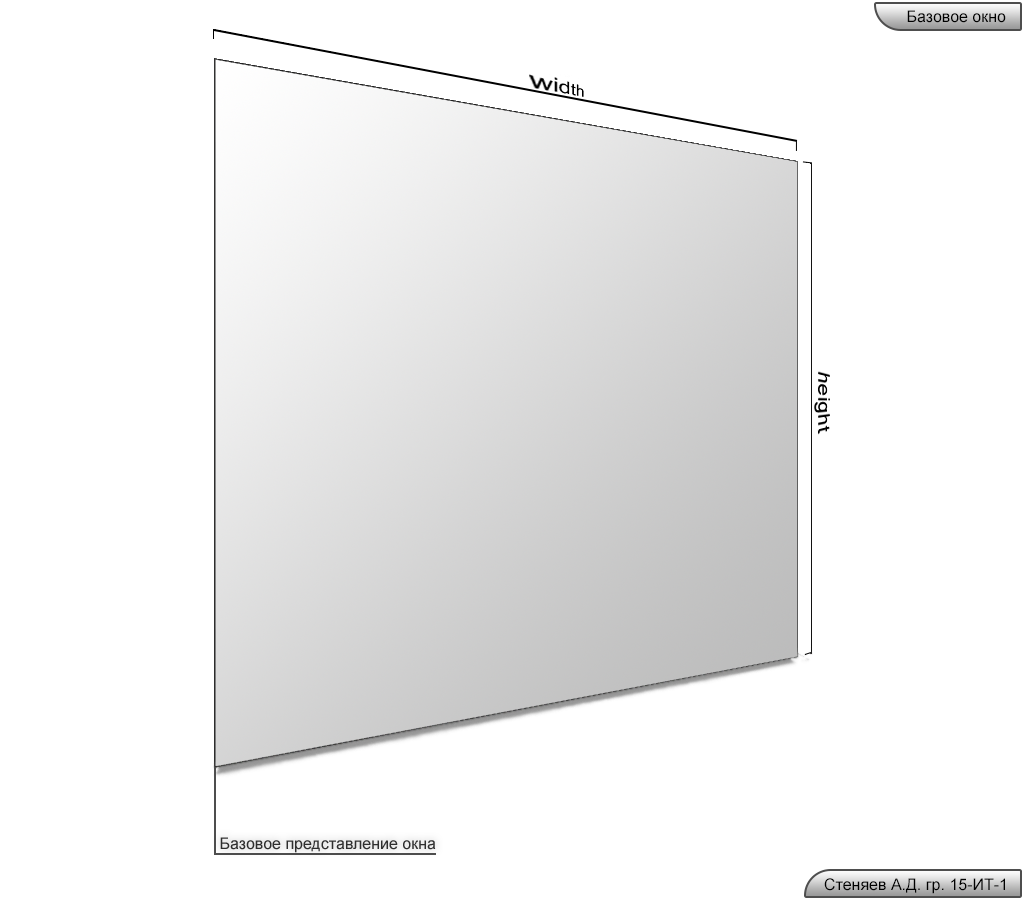 Базовое окно
Width
height
Базовое представление окна
Стеняев А.Д. гр. 15-ИТ-1